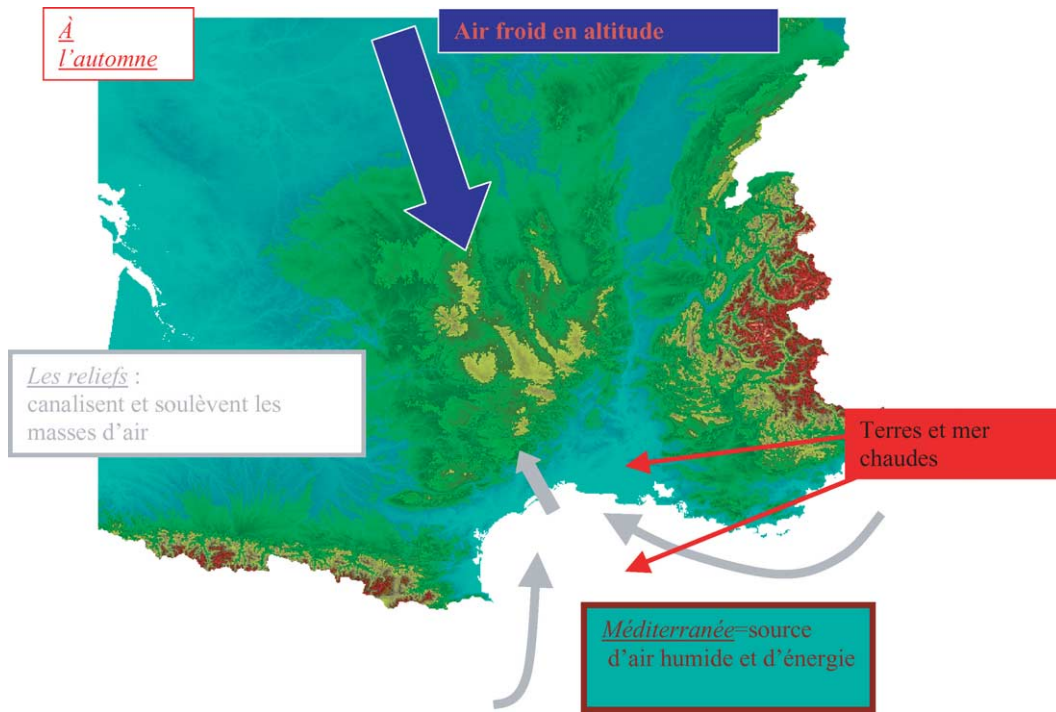 À
l’automne
Air froid en altitude
Les reliefs :
canalisent et soulèvent les
masses d’air
Terres et mer
chaudes
Méditerranée=source
d’air humide et d’énergie